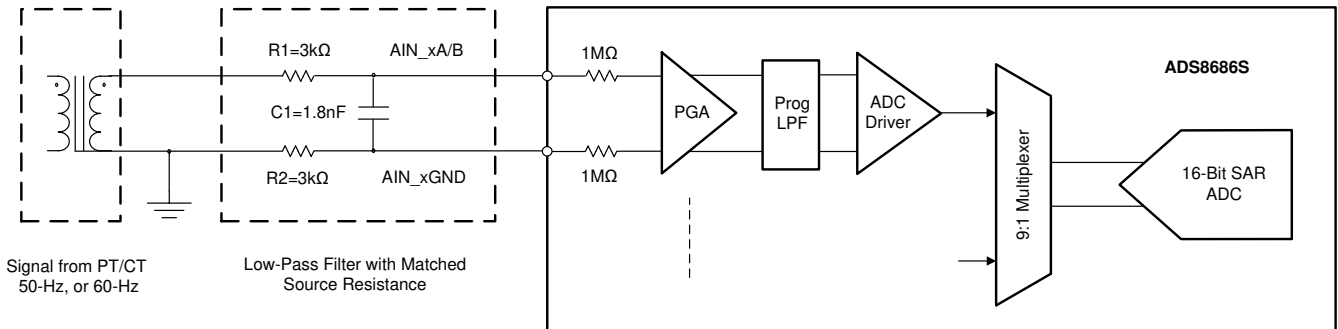 R1=3kΩ
AIN_xA/B
C1=1.8nF
R2=3kΩ
AIN_xGND
1MΩ
1MΩ
PGA
Prog
LPF
ADC
Driver
9:1 Multiplexer
ADS8686S
16-Bit SAR
ADC
Signal from PT/CT
50-Hz, or 60-Hz
Low-Pass Filter with Matched
Source Resistance